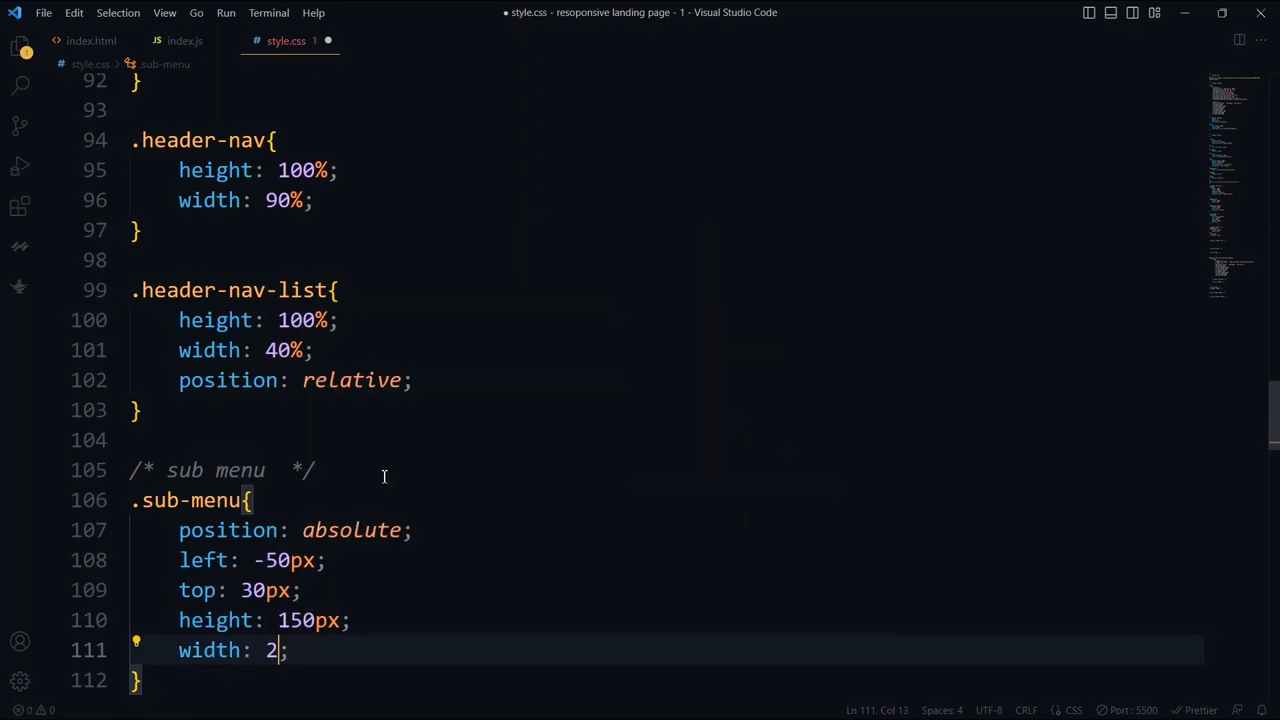 File Edit Selection View Go Run Terminal Help ● style.css - resoponsive landing page - 1 - Visual Studio Code
index.html index.js # style.css 1 ●
# style.css > .sub-menu
1
92 }
93
94 .header-nav{
95 height: 100%;
96 width: 90%;
97 }
98
99 .header-nav-list{
100 height: 100%;
101 width: 40%;
102 position: relative;
103 }
104
105 /* sub menu */
106 .sub-menu{
107 position: absolute;
108 left: -50px;
109 top: 30px;
110 height: 150px;
111 width: 2;
112 }
0 0 Ln 111, Col 13 Spaces: 4 UTF-8 CRLF {} CSS Port : 5500 Prettier